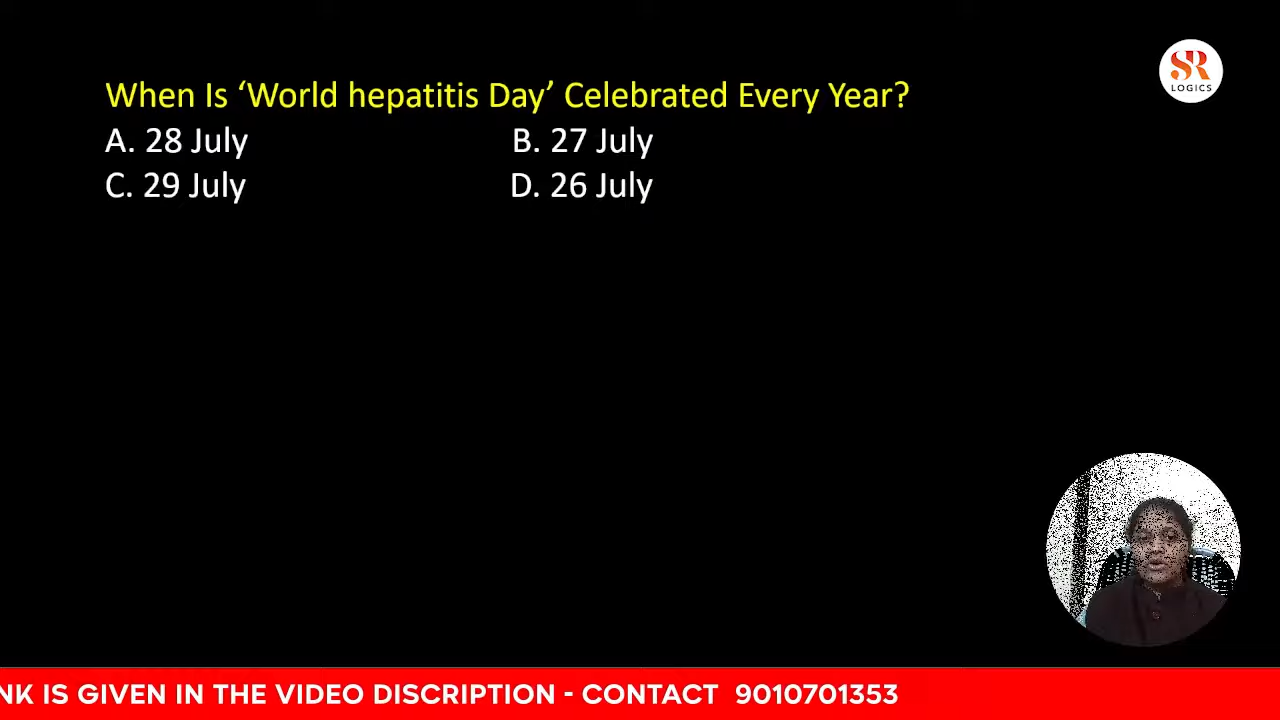 SR
LOGICS
When Is ‘World hepatitis Day’ Celebrated Every Year?
A. 28 July B. 27 July
C. 29 July D. 26 July
NK IS GIVEN IN THE VIDEO DISCRIPTION - CONTACT 9010701353